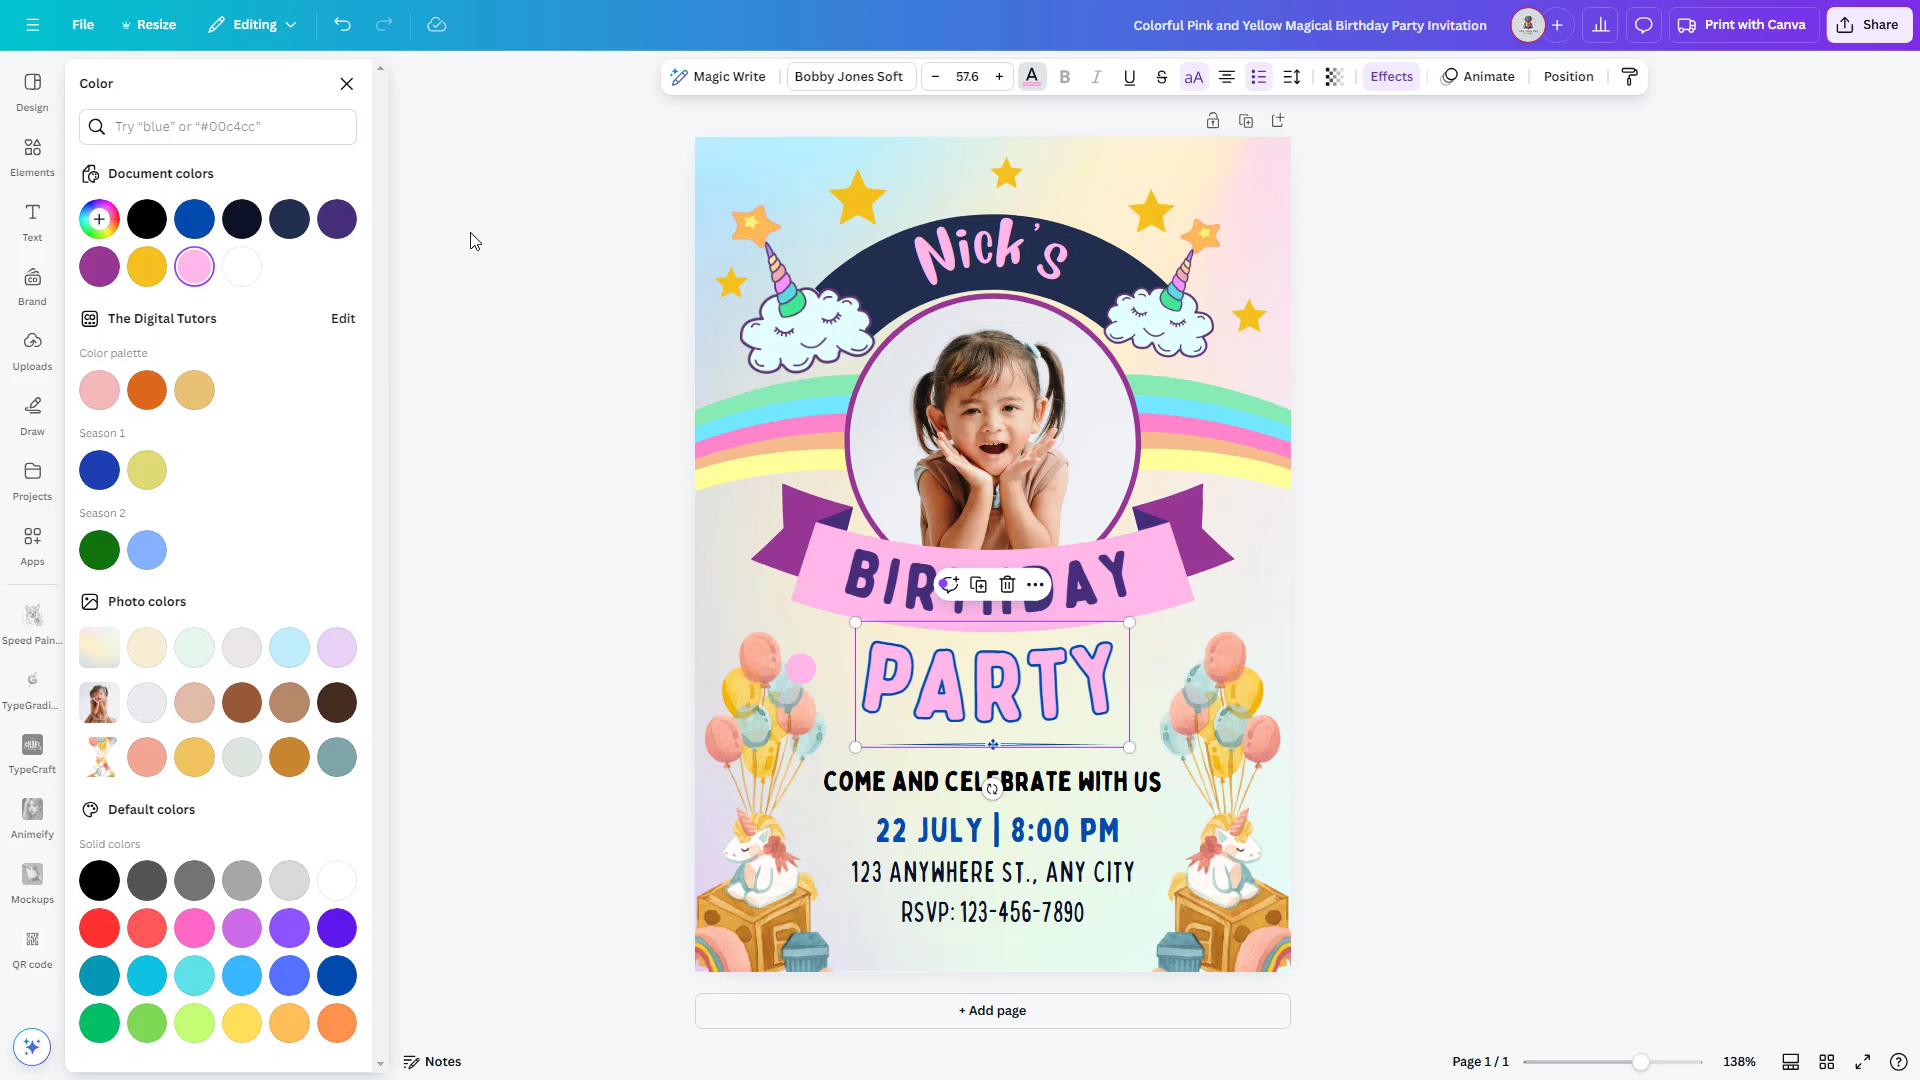 File
Resize
Editing
Colorful Pink and Yellow Magical Birthday Party Invitation
Print with Canva
Share
Design
Elements
Text
Brand
Uploads
Draw
Projects
Apps
Speed Pain...
TypeGradi...
TypeCraft
Animeify
Mockups
QR code
Color
Try “blue” or “#00c4cc”
Document colors
The Digital Tutors Edit
Color palette
Season 1
Season 2
Photo colors
Default colors
Solid colors
Magic Write
Bobby Jones Soft
– 57.6 +
A B I U S aA
Effects
Animate
Position
Nick's
BIRTHDAY
PARTY
COME AND CELEBRATE WITH US
22 JULY | 8:00 PM
123 ANYWHERE ST., ANY CITY
RSVP: 123-456-7890
+ Add page
Notes
Page 1 / 1
138%